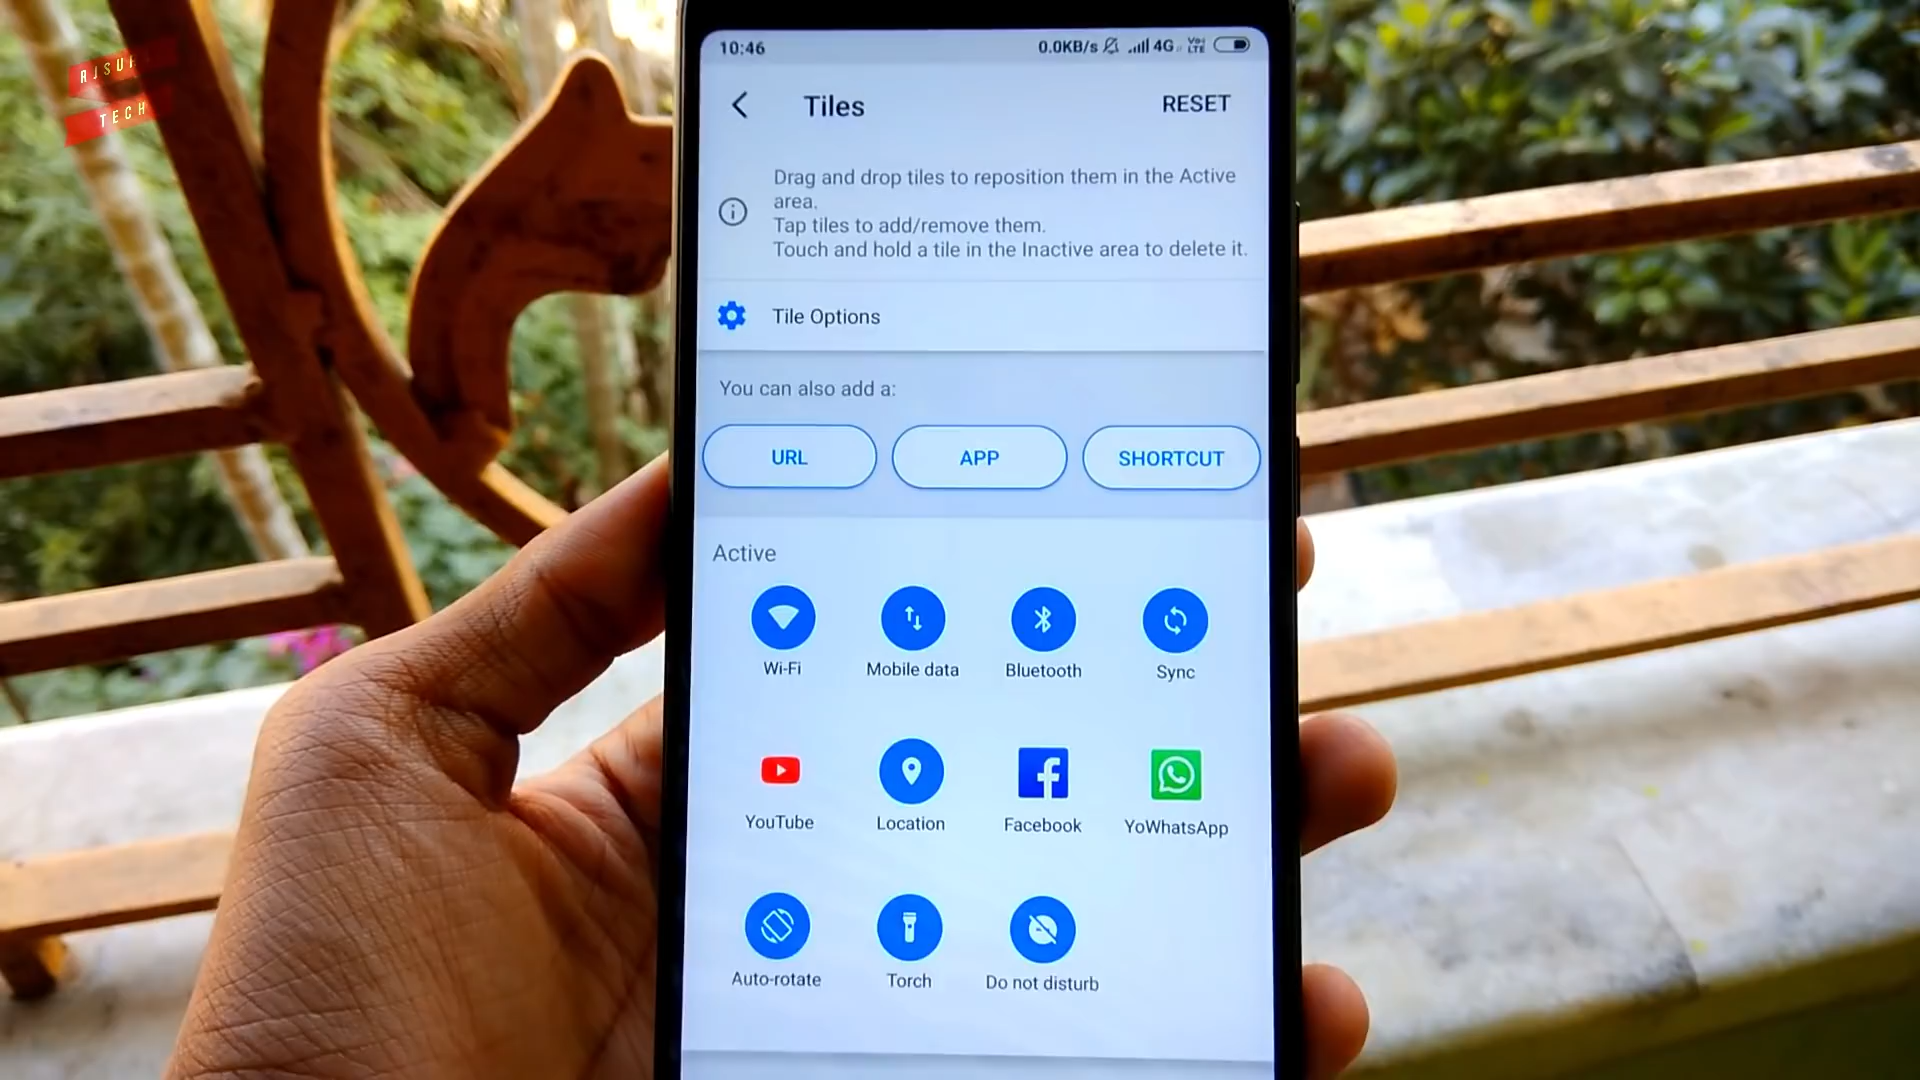 TECH
10:46
0.0KB/s 4G Vo LTE
Tiles
RESET
Drag and drop tiles to reposition them in the Active
area.
Tap tiles to add/remove them.
Touch and hold a tile in the Inactive area to delete it.
Tile Options
You can also add a:
URL
APP
SHORTCUT
Active
Wi-Fi
Mobile data
Bluetooth
Sync
YouTube
Location
Facebook
YoWhatsApp
Auto-rotate
Torch
Do not disturb